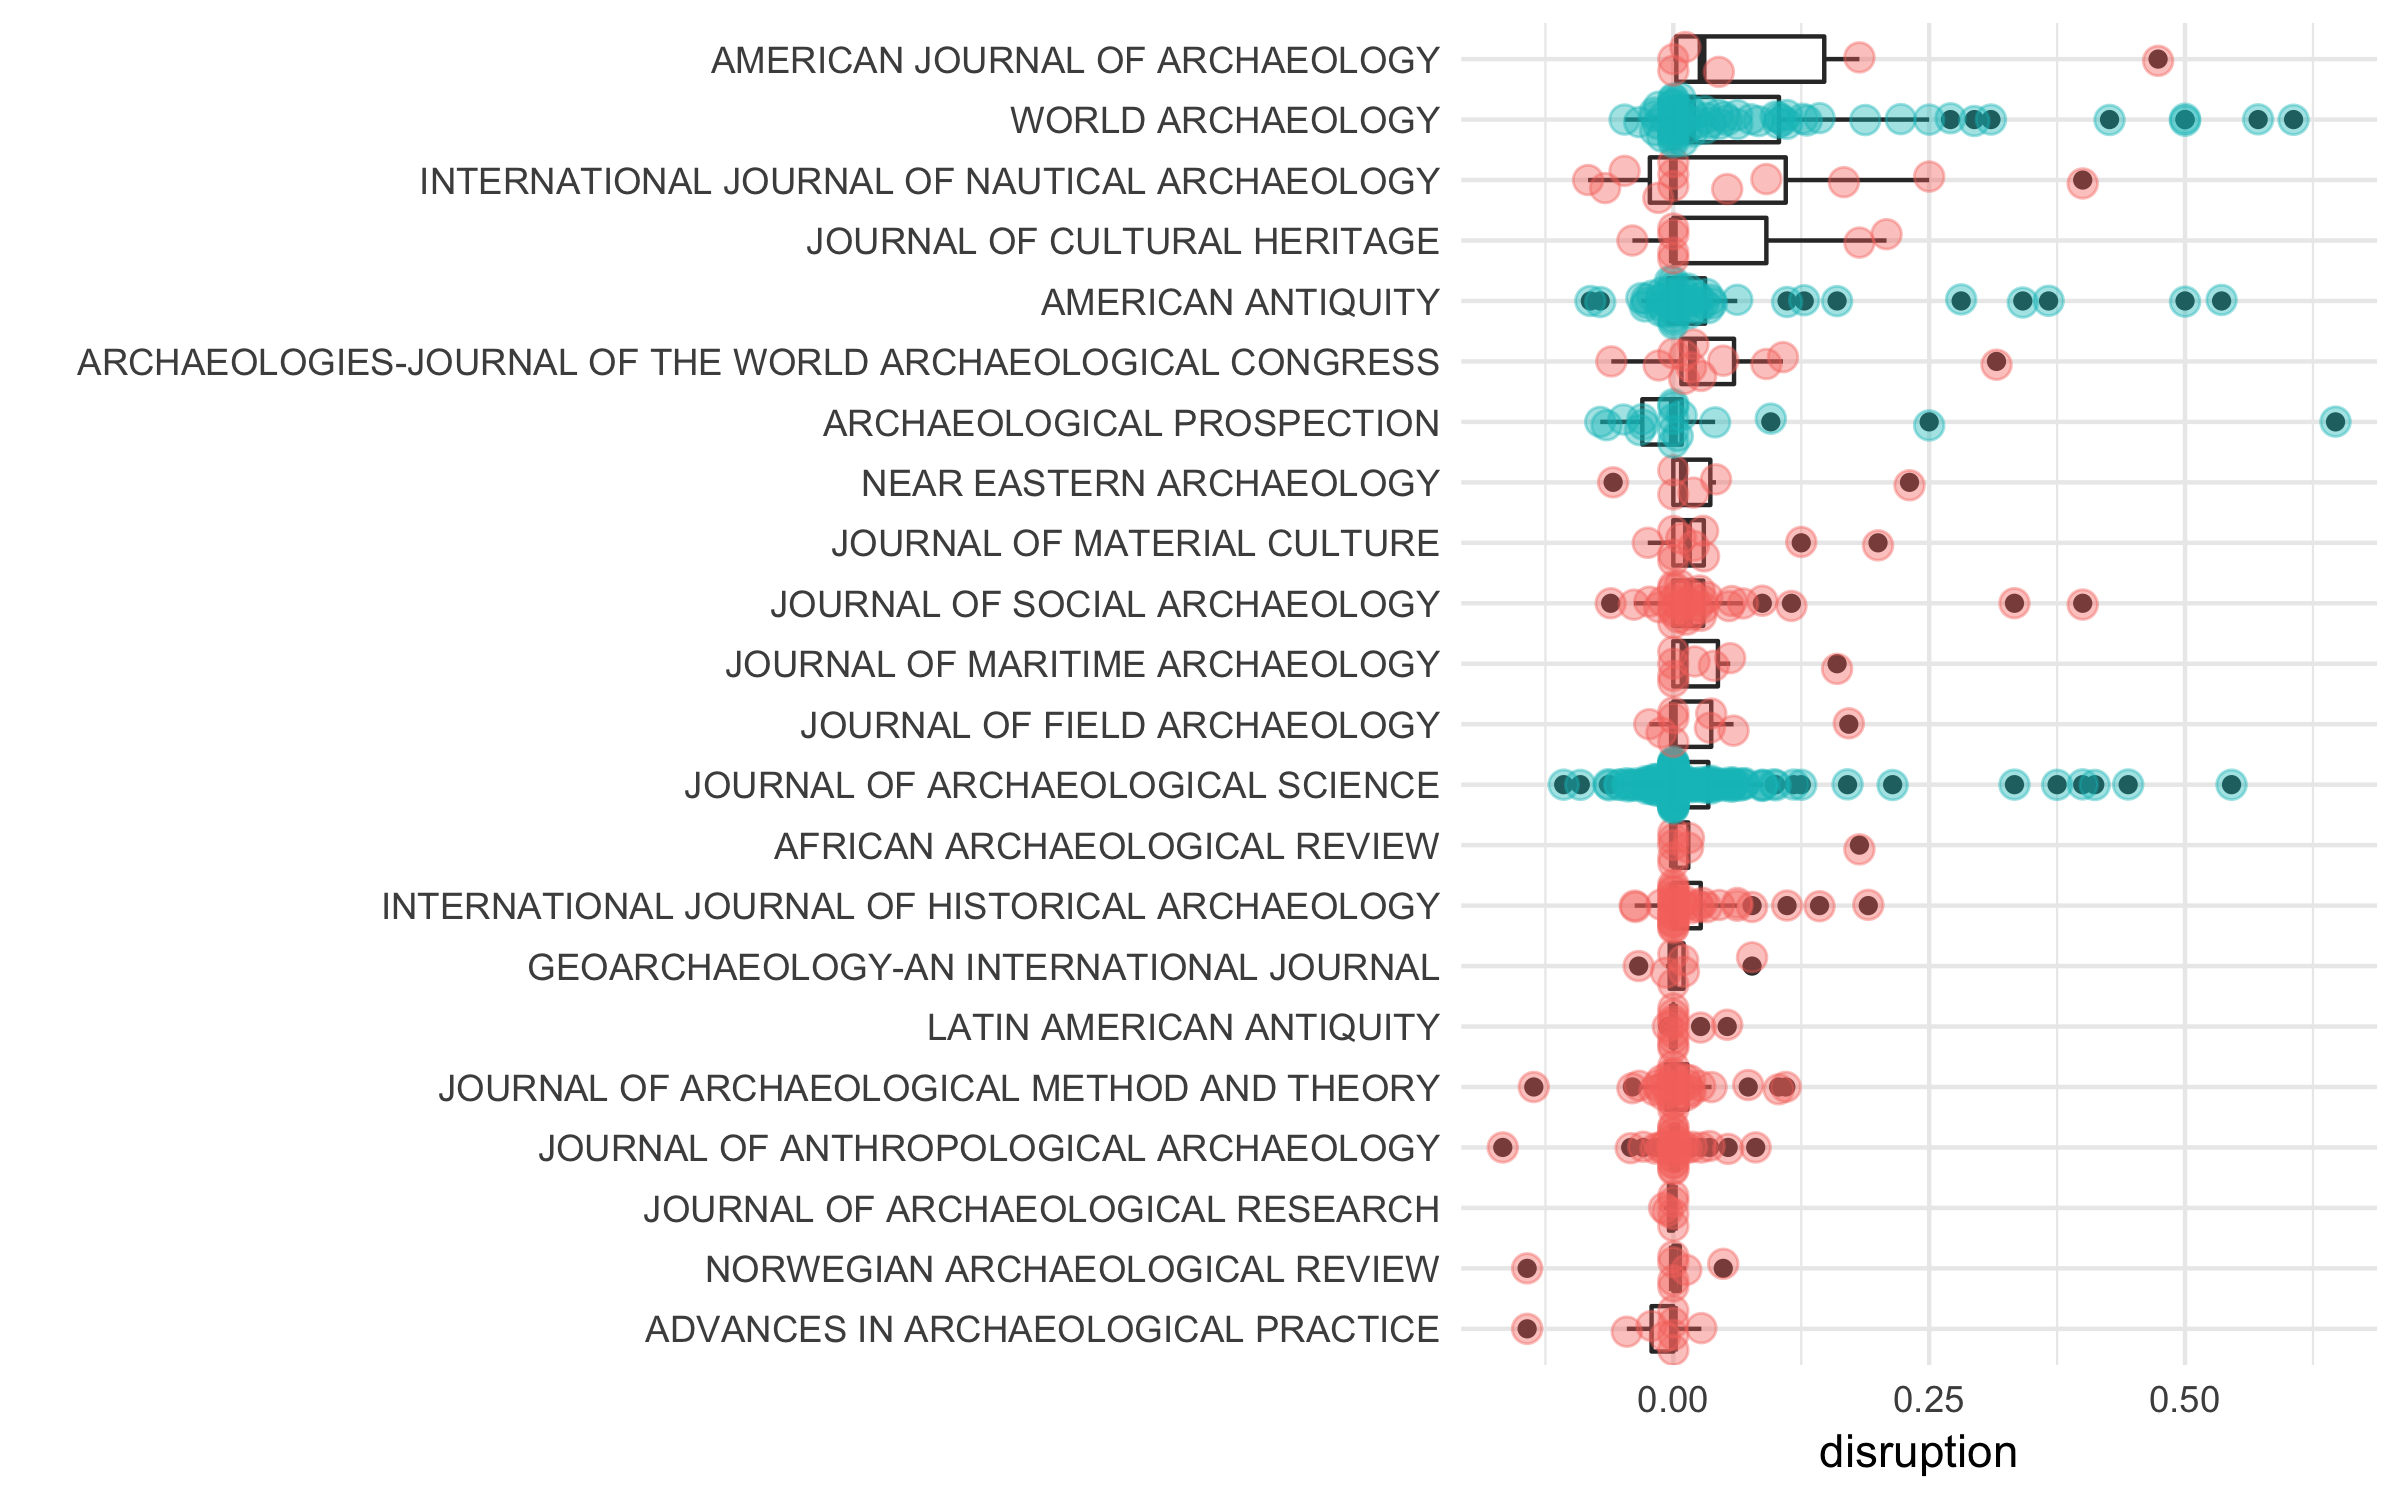 AMERICAN JOURNAL OF ARCHAEOLOGY
WORLD ARCHAEOLOGY
INTERNATIONAL JOURNAL OF NAUTICAL ARCHAEOLOGY
JOURNAL OF CULTURAL HERITAGE
AMERICAN ANTIQUITY
ARCHAEOLOGIES-JOURNAL OF THE WORLD ARCHAEOLOGICAL CONGRESS
ARCHAEOLOGICAL PROSPECTION
NEAR EASTERN ARCHAEOLOGY
JOURNAL OF MATERIAL CULTURE
JOURNAL OF SOCIAL ARCHAEOLOGY
JOURNAL OF MARITIME ARCHAEOLOGY
JOURNAL OF FIELD ARCHAEOLOGY
JOURNAL OF ARCHAEOLOGICAL SCIENCE
AFRICAN ARCHAEOLOGICAL REVIEW
INTERNATIONAL JOURNAL OF HISTORICAL ARCHAEOLOGY
GEOARCHAEOLOGY-AN INTERNATIONAL JOURNAL
LATIN AMERICAN ANTIQUITY
JOURNAL OF ARCHAEOLOGICAL METHOD AND THEORY
JOURNAL OF ANTHROPOLOGICAL ARCHAEOLOGY
JOURNAL OF ARCHAEOLOGICAL RESEARCH
NORWEGIAN ARCHAEOLOGICAL REVIEW
ADVANCES IN ARCHAEOLOGICAL PRACTICE
0.00 0.25 0.50
disruption